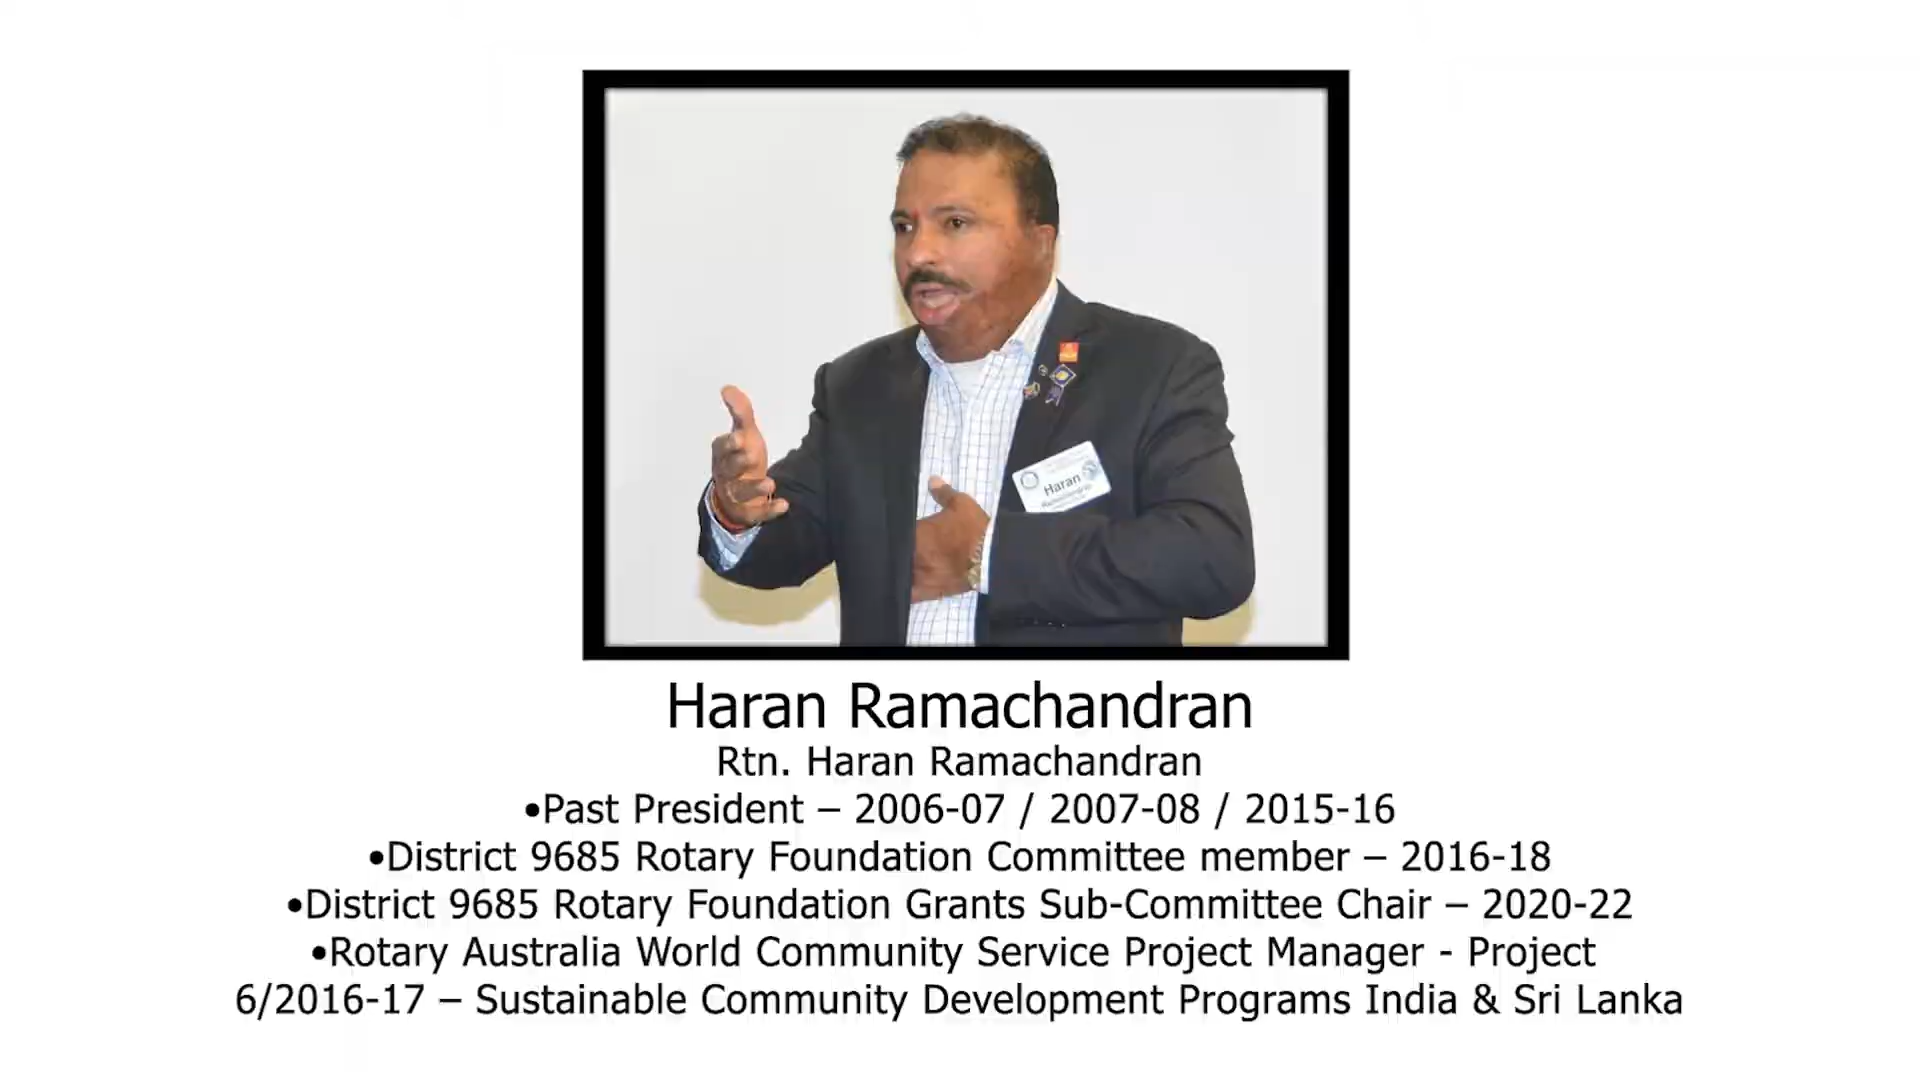 Haran
Haran Ramachandran
Rtn. Haran Ramachandran
•Past President – 2006-07 / 2007-08 / 2015-16
•District 9685 Rotary Foundation Committee member – 2016-18
•District 9685 Rotary Foundation Grants Sub-Committee Chair – 2020-22
•Rotary Australia World Community Service Project Manager - Project
6/2016-17 – Sustainable Community Development Programs India & Sri Lanka